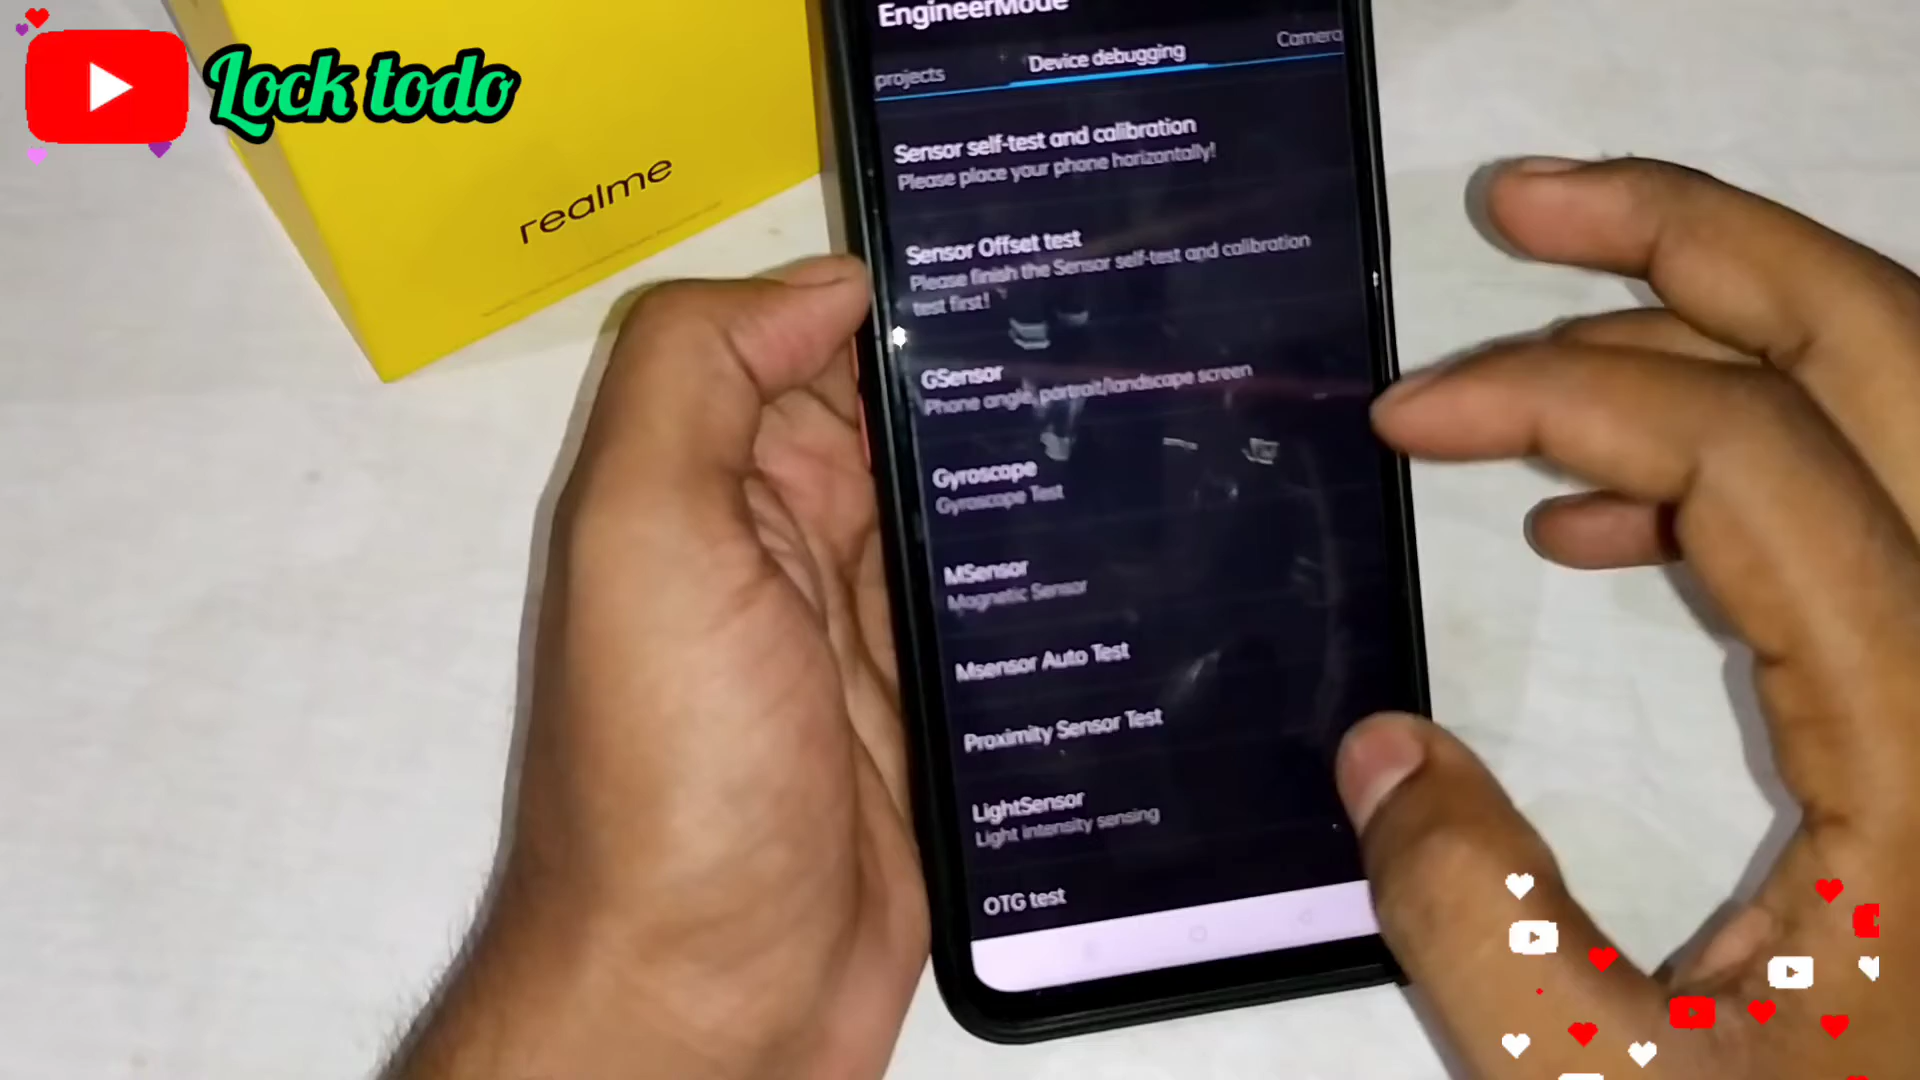 Lock todo
realme
EngineerMode
projects
Device debugging
Camera
Sensor self-test and calibration
Please place your phone horizontally!
Sensor Offset test
Please finish the Sensor self-test and calibration
test first!
GSensor
Phone angle, portrait/landscape screen
Gyroscope
Gyroscope Test
MSensor
Magnetic Sensor
Msensor Auto Test
Proximity Sensor Test
LightSensor
Light intensity sensing
OTG test